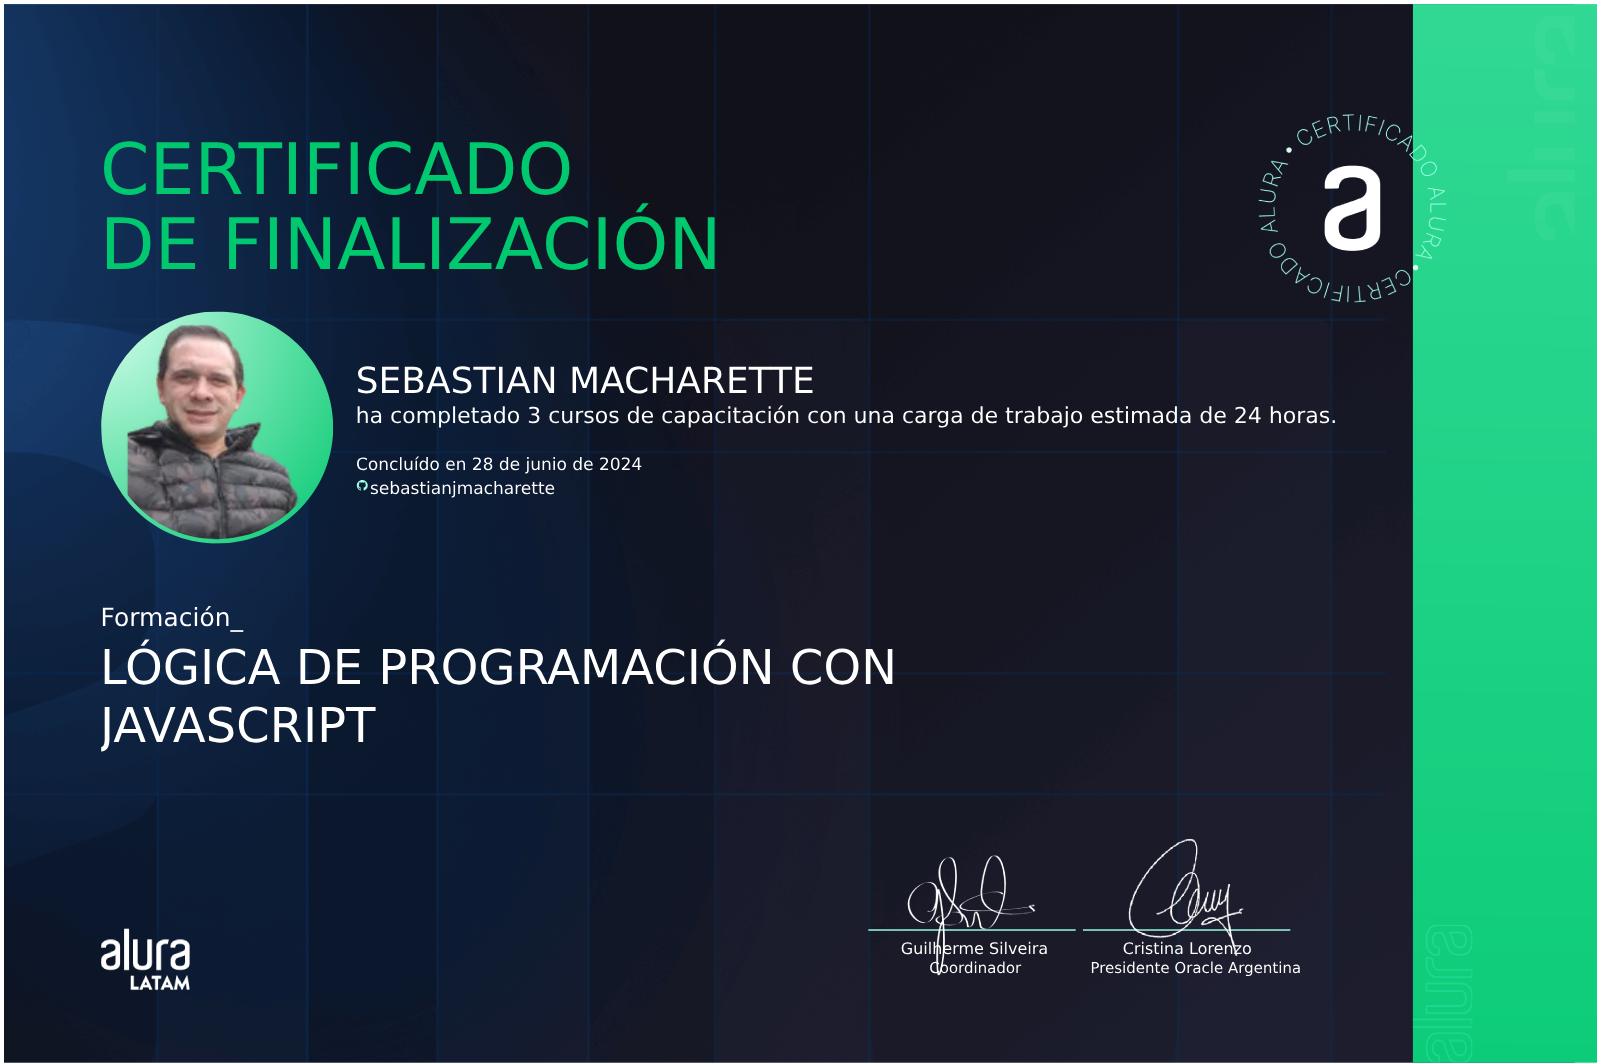 CERTIFICADO
DE FINALIZACIÓN
CERTIFICADO ALURA • CERTIFICADO ALURA •
a
alura
SEBASTIAN MACHARETTE
ha completado 3 cursos de capacitación con una carga de trabajo estimada de 24 horas.
Concluído en 28 de junio de 2024
sebastianjmacharette
Formación_
LÓGICA DE PROGRAMACIÓN CON
JAVASCRIPT
Guilherme Silveira
Coordinador
Cristina Lorenzo
Presidente Oracle Argentina
alura
LATAM
alura